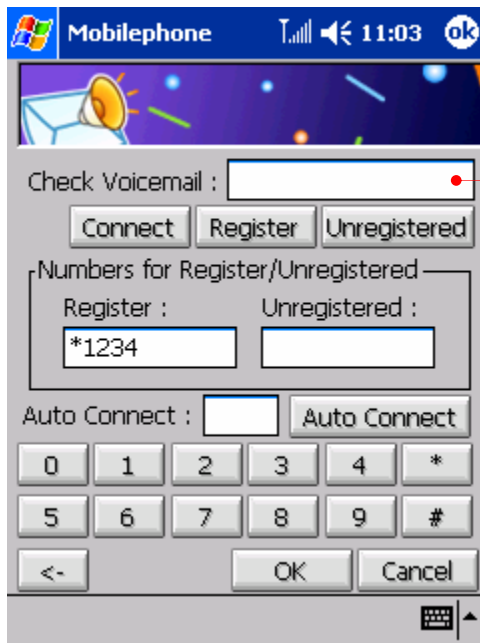 Mobilephone 11:03 ok
Check Voicemail :
Connect Register Unregistered
Numbers for Register/Unregistered
Register : Unregistered :
*1234
Auto Connect : Auto Connect
0 1 2 3 4 *
5 6 7 8 9 #
<- OK Cancel